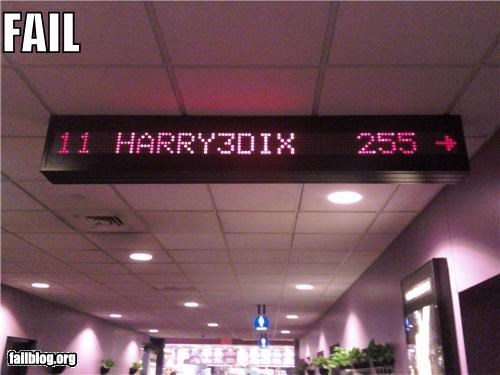 FAIL
11 HARRY3DIX 255 →
failblog.org